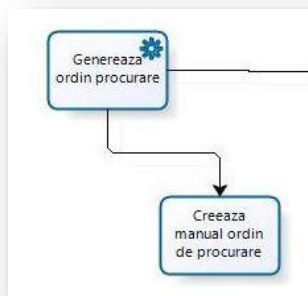 Genereaza
ordin procurare
Creeaza
manual ordin
de procurare